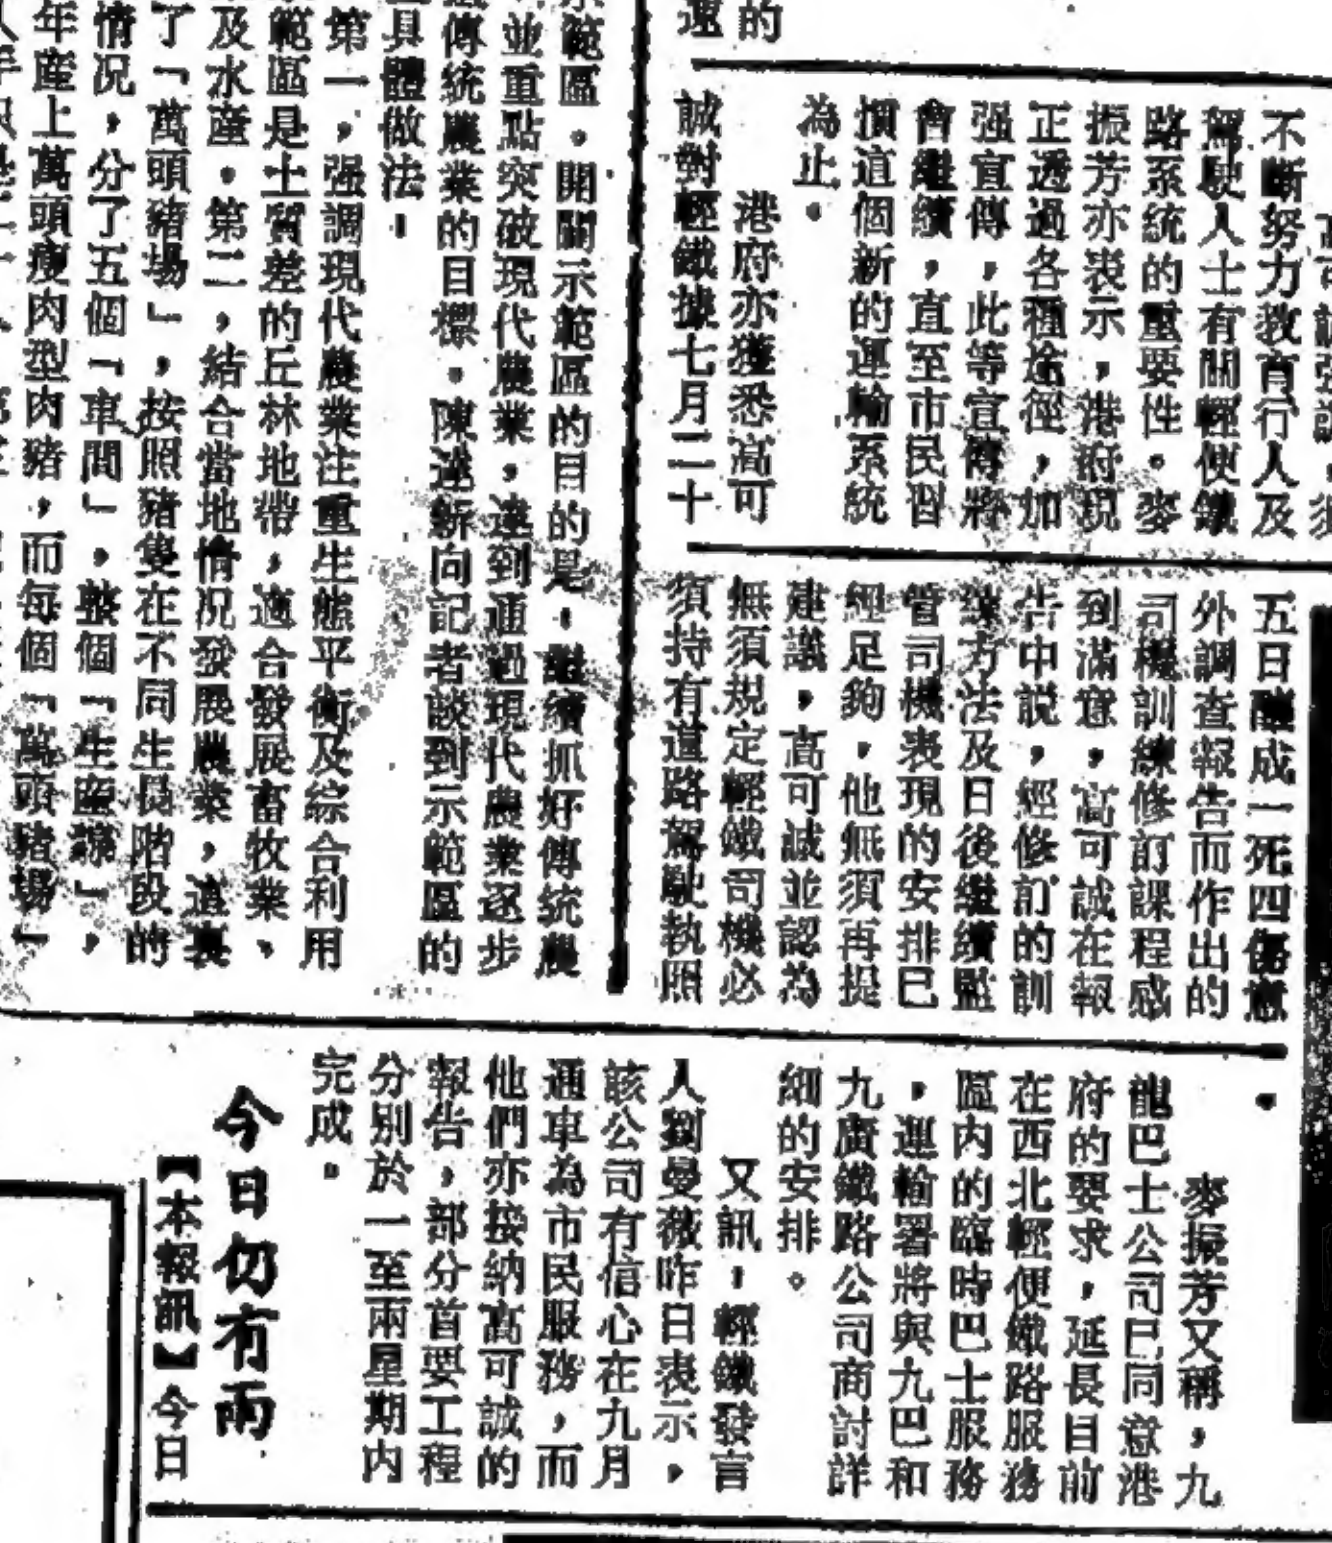 的
遠
高可誠強調,須
不斷努力教育行人及
駕駛人士有關輕便鐵
路系統的重要性。麥
振芳亦表示,港府現
正透過各種途徑,加
强宣傳,此等宣傳將
會繼續,直至市民習
慣這個新的運輸系統
為止。
港府亦獲悉高可
誠對輕鐵據七月二十
五日釀成一死四傷意
外調查報告而作出的
司機訓練修訂課程感
到滿意,高可誠在報
告中説,經修訂的訓
練方法及日後繼續監
管司機表現的安排已
經足夠,他無須再提
建議,高可誠並認為
無須規定輕鐵司機必
須持有道路駕駛執照
。
麥振芳又稱,九
龍巴士公司已同意港
府的要求,延長目前
在西北輕便鐵路服務
區内的臨時巴士服務
,運輸署將與九巴和
九廣鐵路公司商討詳
細的安排。
又訊,輕鐵發言
人劉曼薇昨日表示,
該公司有信心在九月
通車為市民服務,而
他們亦接納高可誠的
報告,部分首要工程
分别於一至兩星期内
完成。
示範區。開闢示範區的目的是,繼續抓好傳統農
並重點突破現代農業,達到通過現代農業逐步
傳統農業的目標。陳達新向記者談到示範區的
具體做法:
第一,强調現代農業注重生態平衡及綜合利用
範區是土質差的丘林地帶,適合發展畜牧業、
及水産。第二,結合當地情况發展農業,這裏
了「萬頭豬場」,按照豬隻在不同生長階段的
情况,分了五個「車間」,整個「生産線」,
年産上萬頭瘦肉型肉豬,而每個「萬頭豬場」
今日仍有雨
【本報訊】今日